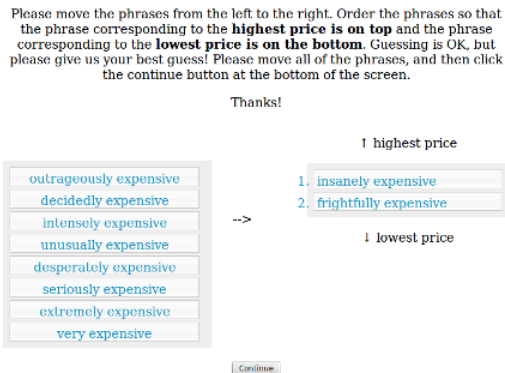 Please move the phrases from the left to the right. Order the phrases so that
the phrase corresponding to the highest price is on top and the phrase
corresponding to the lowest price is on the bottom. Guessing is OK, but
please give us your best guess! Please move all of the phrases, and then click
the continue button at the bottom of the screen.
Thanks!
outrageously expensive
decidedly expensive
intensely expensive
unusually expensive
desperately expensive
seriously expensive
extremely expensive
very expensive
-->
↑ highest price
1. insanely expensive
2. frightfully expensive
↓ lowest price
Continue